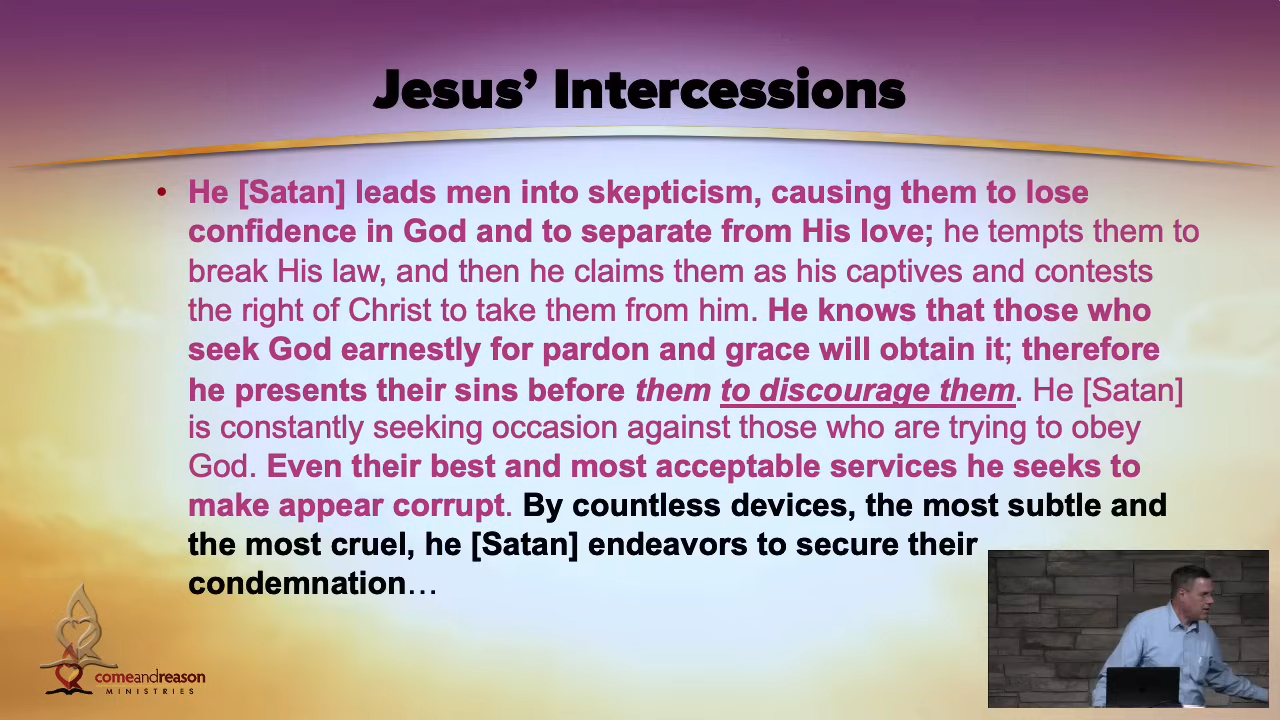 Jesus’ Intercessions
• He [Satan] leads men into skepticism, causing them to lose
confidence in God and to separate from His love; he tempts them to
break His law, and then he claims them as his captives and contests
the right of Christ to take them from him. He knows that those who
seek God earnestly for pardon and grace will obtain it; therefore
he presents their sins before them to discourage them. He [Satan]
is constantly seeking occasion against those who are trying to obey
God. Even their best and most acceptable services he seeks to
make appear corrupt. By countless devices, the most subtle and
the most cruel, he [Satan] endeavors to secure their
condemnation…
comeandreason
MINISTRIES